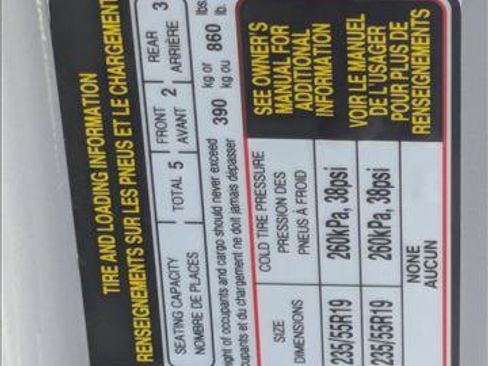 TIRE AND LOADING INFORMATION
RENSEIGNEMENTS SUR LES PNEUS ET LE CHARGEMENT
SEATING CAPACITY TOTAL 5 FRONT 2 REAR 3
NOMBRE DE PLACES AVANT ARRIÈRE
of occupants and cargo should never exceed 390 kg or 860 lbs
et du chargement ne doit jamais dépasser kg ou
SIZE COLD TIRE PRESSURE SEE OWNER'S
DIMENSIONS PRESSION DES MANUAL FOR
PNEUS À FROID ADDITIONAL
INFORMATION
235/55R19 260kPa, 38psi VOIR LE MANUEL
DE L'USAGER
235/55R19 260kPa, 38psi POUR PLUS DE
RENSEIGNEMENTS
NONE
AUCUN